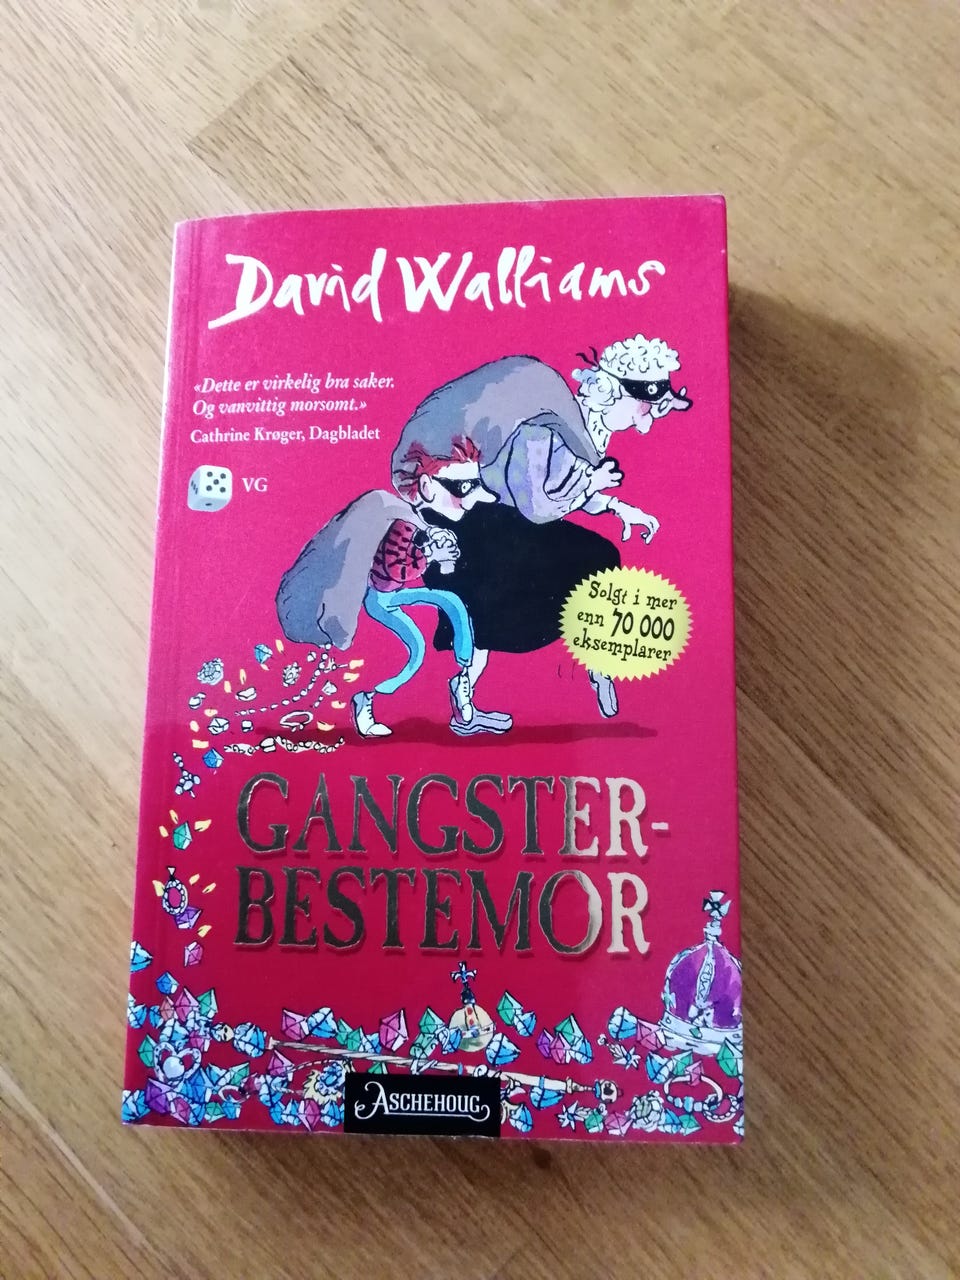 David Walliams
«Dette er virkelig bra saker.
Og vanvittig morsomt.»
Cathrine Krøger, Dagbladet
VG
Solgt i mer
enn 70 000
eksemplarer
GANGSTER-
BESTEMOR
ASCHEHOUG